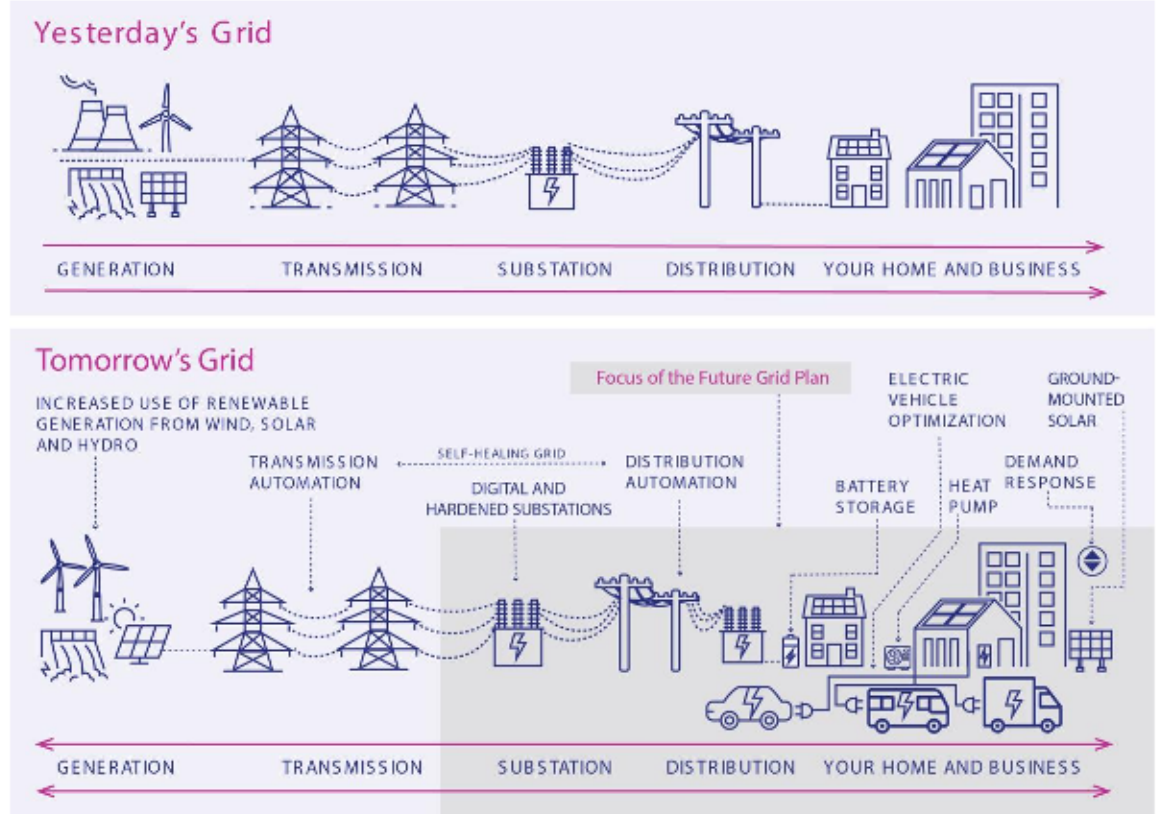 Yesterday's Grid
GENERATION
TRANSMISSION
SUBSTATION
DISTRIBUTION
YOUR HOME AND BUSINESS
Tomorrow's Grid
Focus of the Future Grid Plan
INCREASED USE OF RENEWABLE
GENERATION FROM WIND, SOLAR
AND HYDRO
TRANSMISSION
AUTOMATION
SELF-HEALING GRID
DIGITAL AND
HARDENED SUBSTATIONS
DISTRIBUTION
AUTOMATION
BATTERY
STORAGE
ELECTRIC
VEHICLE
OPTIMIZATION
HEAT
PUMP
DEMAND
RESPONSE
GROUND-
MOUNTED
SOLAR
GENERATION
TRANSMISSION
SUBSTATION
DISTRIBUTION
YOUR HOME AND BUSINESS